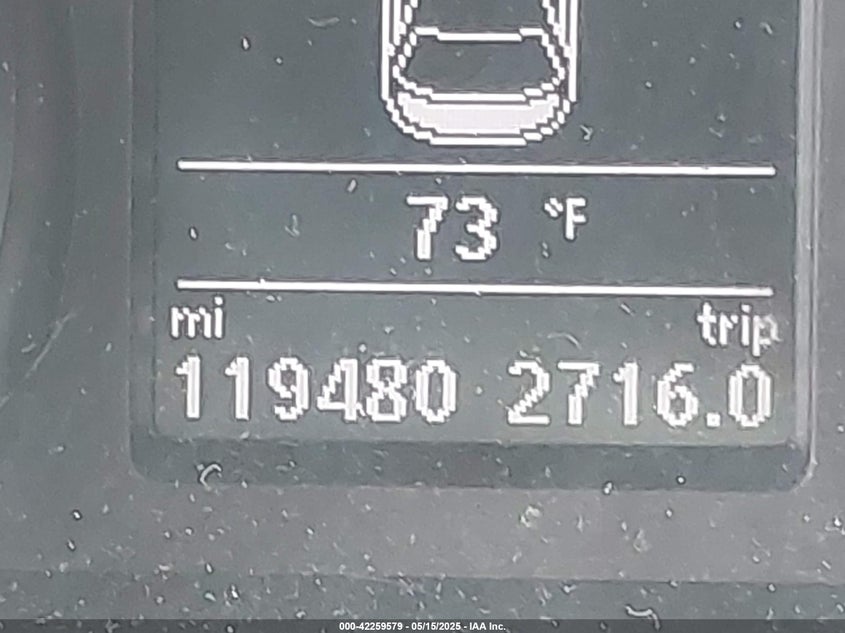 73 °F
mi trip
119480 2716.0
000-42259579 - 05/15/2025 - IAA Inc.